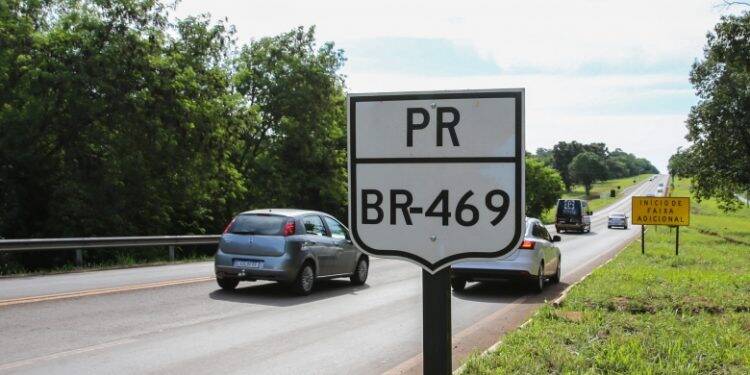 PR
BR-469
INÍCIO DE
FAIXA
ADICIONAL